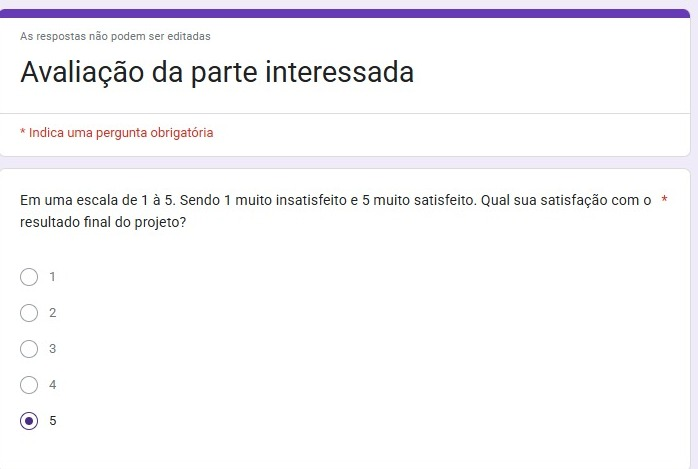 As respostas não podem ser editadas
Avaliação da parte interessada
* Indica uma pergunta obrigatória
Em uma escala de 1 à 5. Sendo 1 muito insatisfeito e 5 muito satisfeito. Qual sua satisfação com o *
resultado final do projeto?
1
2
3
4
5